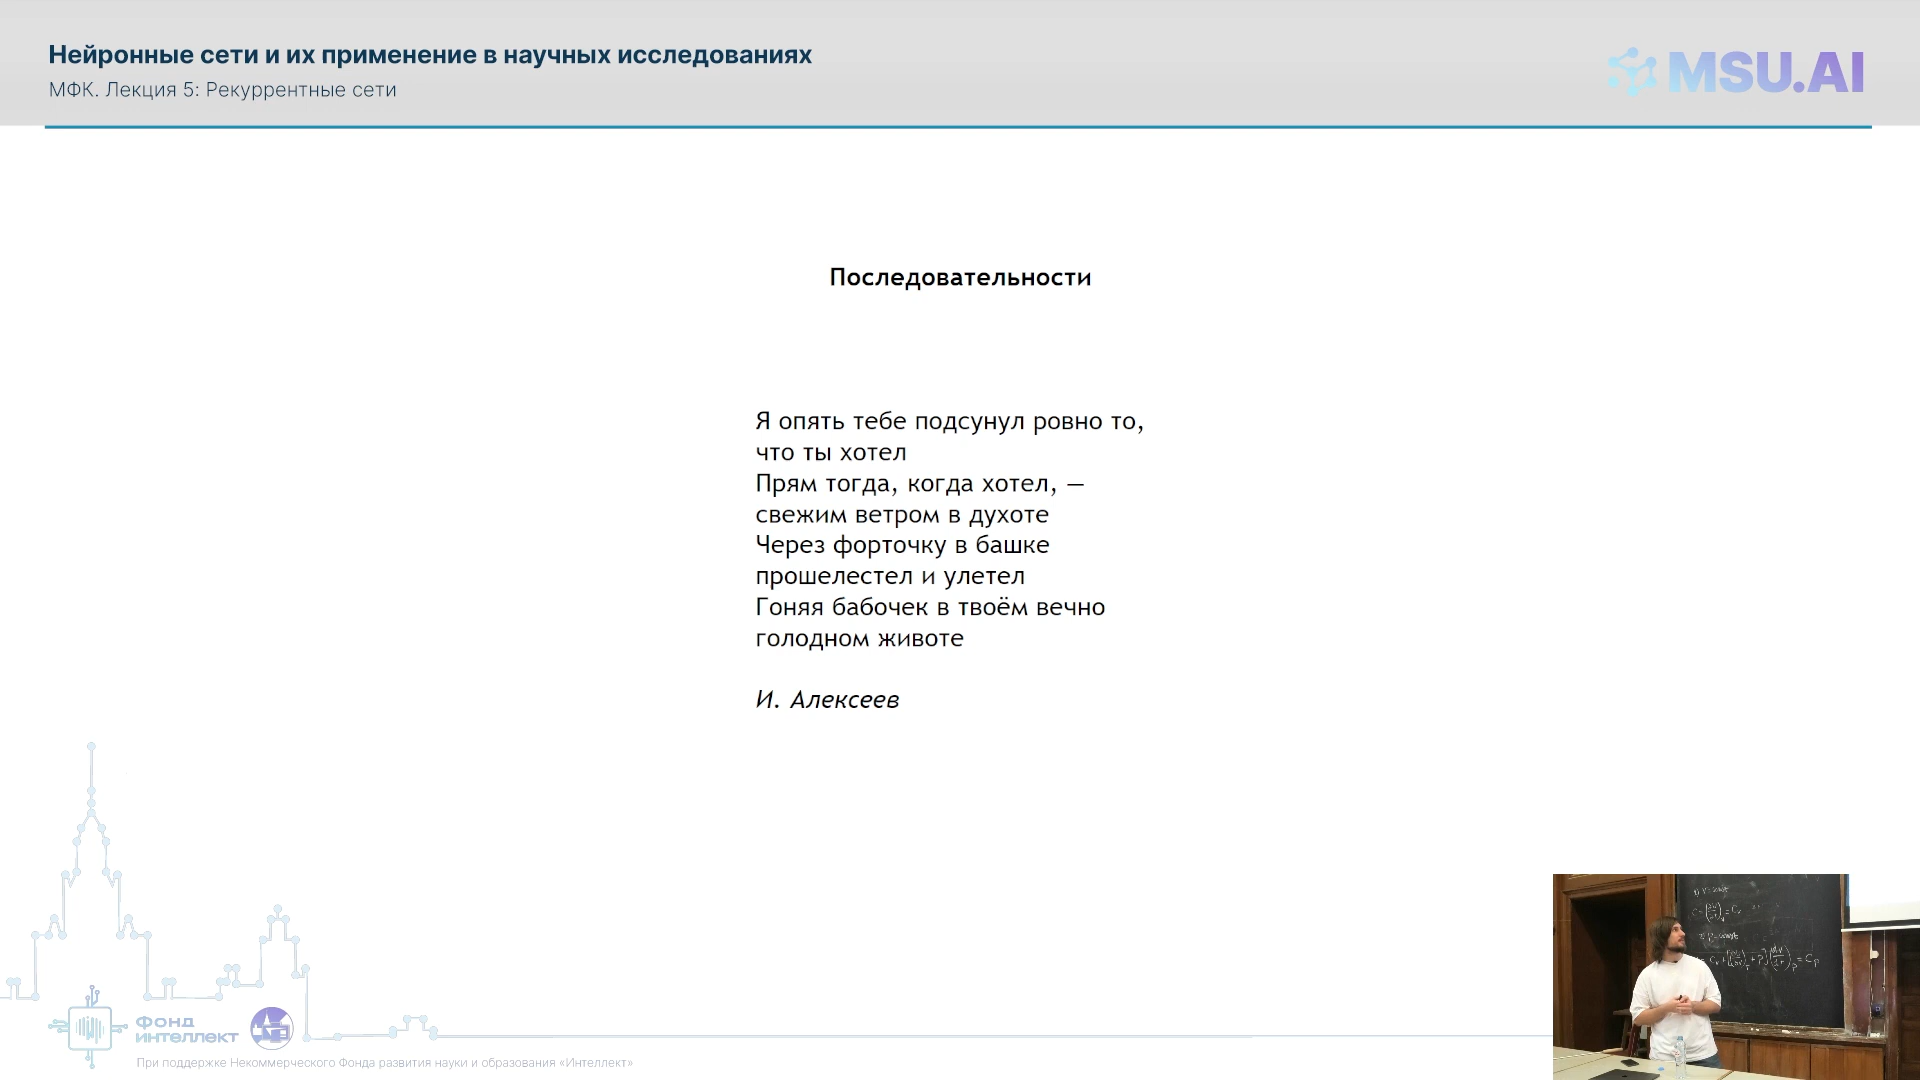 Нейронные сети и их применение в научных исследованиях
МФК. Лекция 5: Рекуррентные сети
MSU.AI
Последовательности
Я опять тебе подсунул ровно то,
что ты хотел
Прям тогда, когда хотел, —
свежим ветром в духоте
Через форточку в башке
прошелестел и улетел
Гоняя бабочек в твоём вечно
голодном животе
И. Алексеев
ФОНД
ИНТЕЛЛЕКТ
При поддержке Некоммерческого Фонда развития науки и образования «Интеллект»